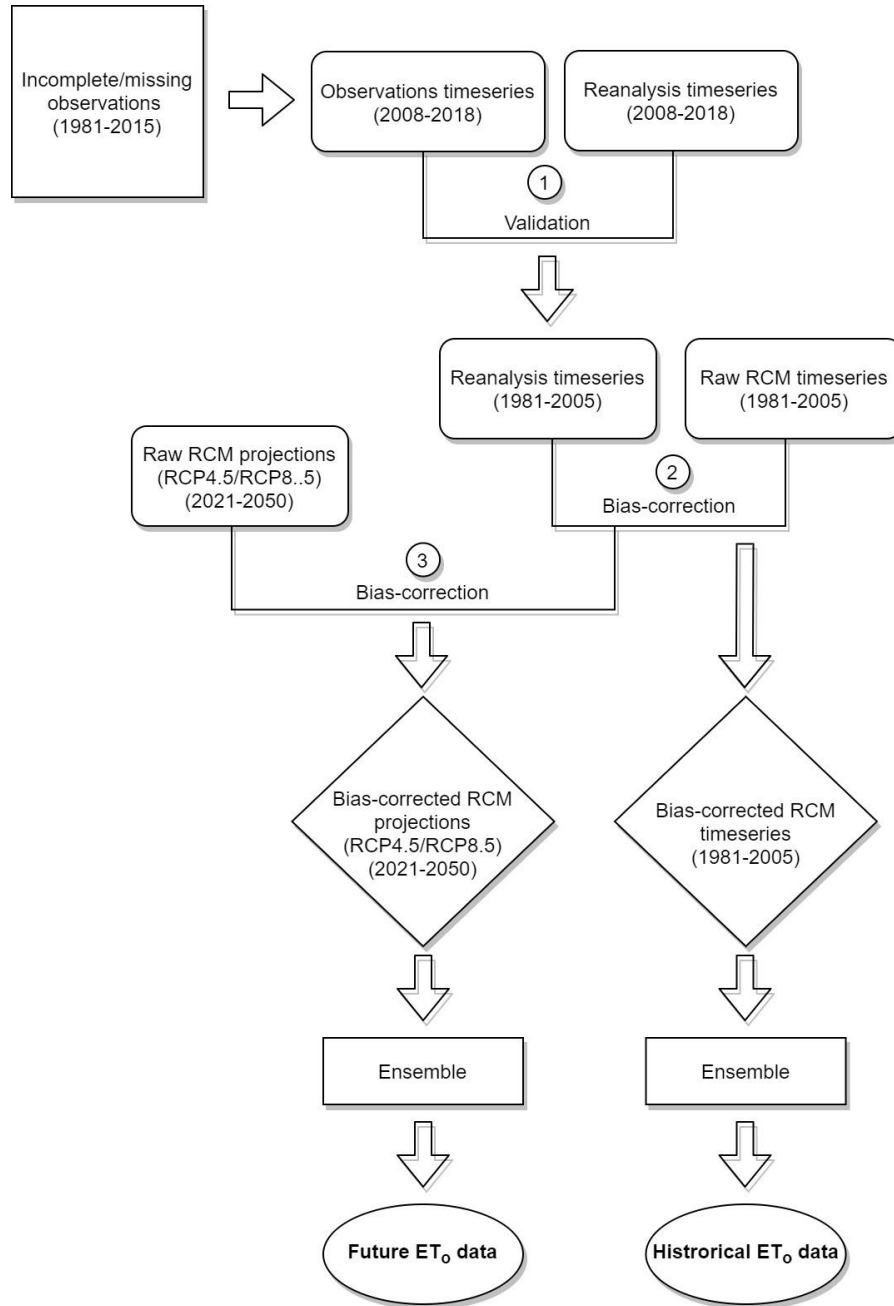 Incomplete/missing
observations
(1981-2015)
Observations timeseries
(2008-2018)
Reanalysis timeseries
(2008-2018)
1
Validation
Reanalysis timeseries
(1981-2005)
Raw RCM timeseries
(1981-2005)
Raw RCM projections
(RCP4.5/RCP8..5)
(2021-2050)
2
Bias-correction
3
Bias-correction
Bias-corrected RCM
projections
(RCP4.5/RCP8.5)
(2021-2050)
Bias-corrected RCM
timeseries
(1981-2005)
Ensemble
Ensemble
Future ETo data
Histrorical ETo data